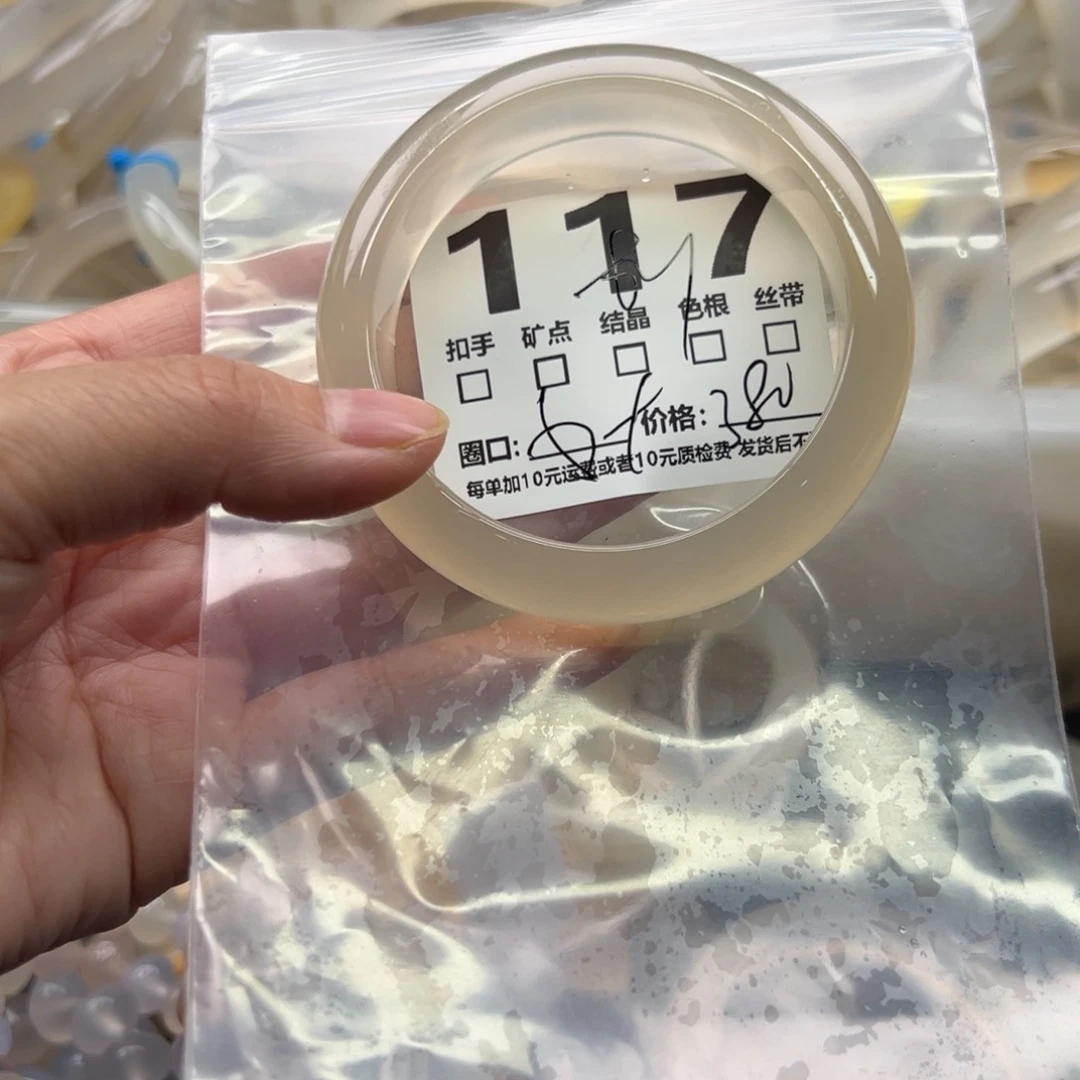 117
扣手 矿点 结晶 色根 丝带
圈口: 价格: 380
每单加10元运费或者10元质检费 发货后不